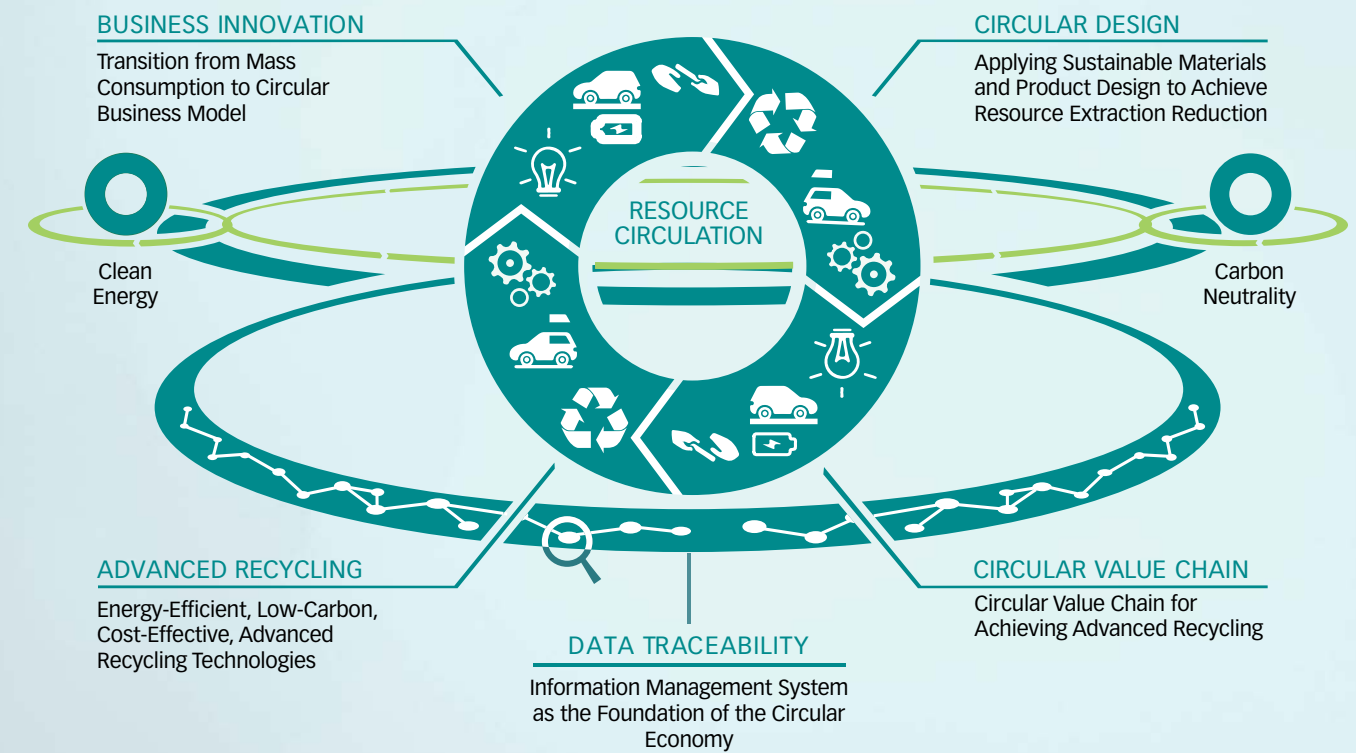 BUSINESS INNOVATION
Transition from Mass
Consumption to Circular
Business Model
CIRCULAR DESIGN
Applying Sustainable Materials
and Product Design to Achieve
Resource Extraction Reduction
RESOURCE
CIRCULATION
Clean
Energy
Carbon
Neutrality
ADVANCED RECYCLING
Energy-Efficient, Low-Carbon,
Cost-Effective, Advanced
Recycling Technologies
DATA TRACEABILITY
Information Management System
as the Foundation of the Circular
Economy
CIRCULAR VALUE CHAIN
Circular Value Chain for
Achieving Advanced Recycling